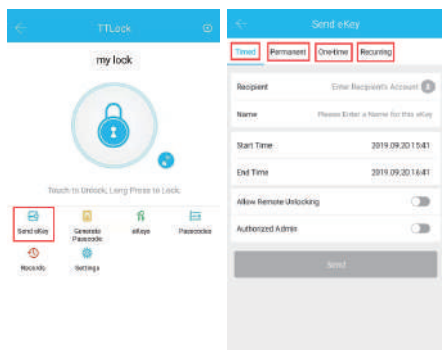 TTLock
my lock
Touch to Unlock, Long Press to Lock
Send eKey
Generate Passcode
eKeys
Passcodes
Records
Settings
Send eKey
Timed Permanent One-time Recurring
Recipient Enter Recipient's Account
Name Please Enter a Name for this eKey
Start Time 2019.09.20 15:41
End Time 2019.09.20 16:41
Allow Remote Unlocking
Authorized Admin
Send